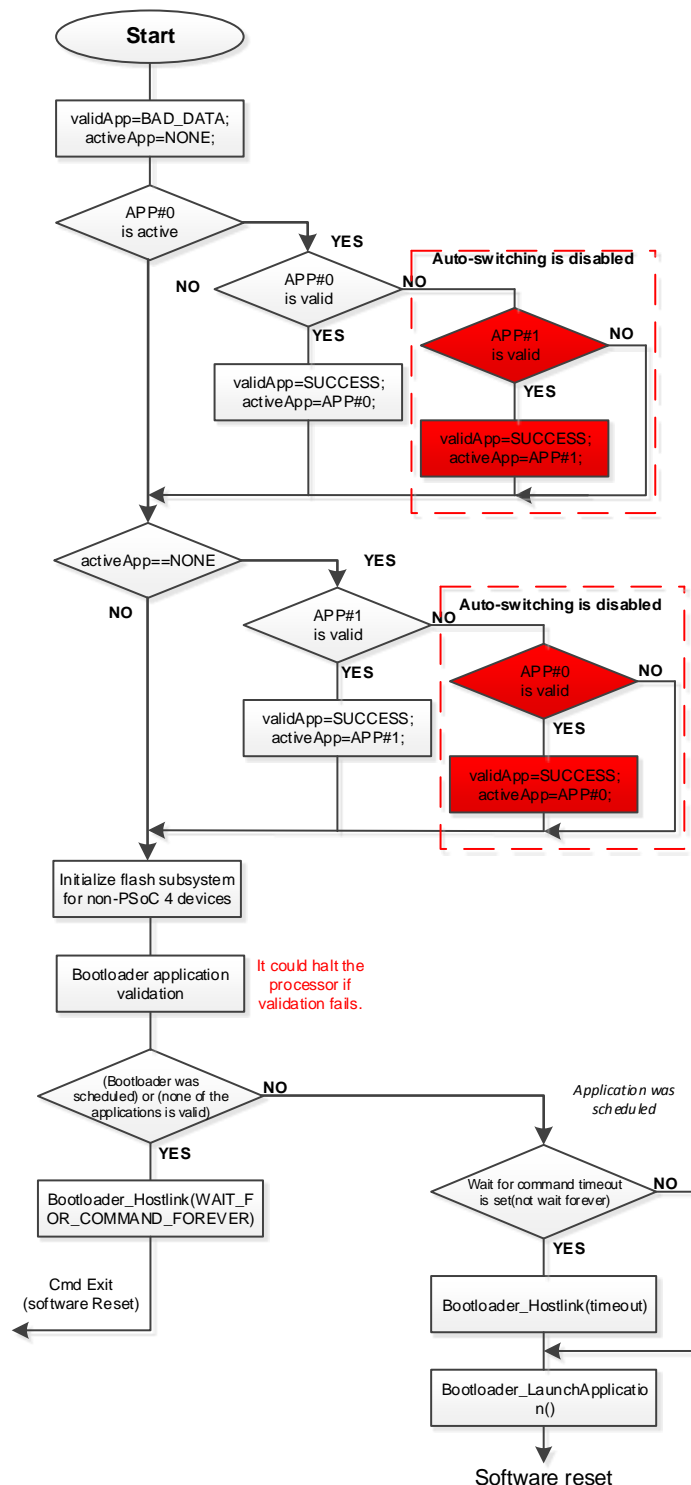 Start
validApp=BAD_DATA;
activeApp=NONE;
APP#0
is active
YES
NO
Auto-switching is disabled
APP#0
is valid
NO
YES
APP#1
is valid
NO
YES
validApp=SUCCESS;
activeApp=APP#0;
validApp=SUCCESS;
activeApp=APP#1;
activeApp==NONE
YES
NO
Auto-switching is disabled
APP#1
is valid
NO
YES
APP#0
is valid
NO
YES
validApp=SUCCESS;
activeApp=APP#1;
validApp=SUCCESS;
activeApp=APP#0;
Initialize flash subsystem
for non-PSoC 4 devices
Bootloader application
validation
It could halt the
processor if
validation fails.
(Bootloader was
scheduled) or (none of the
applications is valid)
NO
YES
Application was
scheduled
Wait for command timeout
is set(not wait forever)
NO
YES
Bootloader_Hostlink(WAIT_F
OR_COMMAND_FOREVER)
Cmd Exit
(software Reset)
Bootloader_Hostlink(timeout)
Bootloader_LaunchApplicatio
n()
Software reset